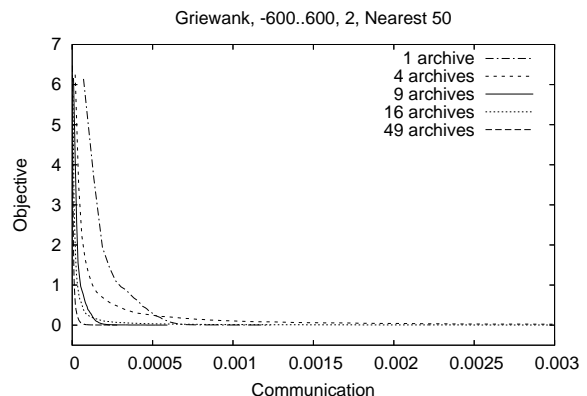 Griewank, -600..600, 2, Nearest 50
7
6
5
4
3
2
1
0
Objective
1 archive
4 archives
9 archives
16 archives
49 archives
0 0.0005 0.001 0.0015 0.002 0.0025 0.003
Communication